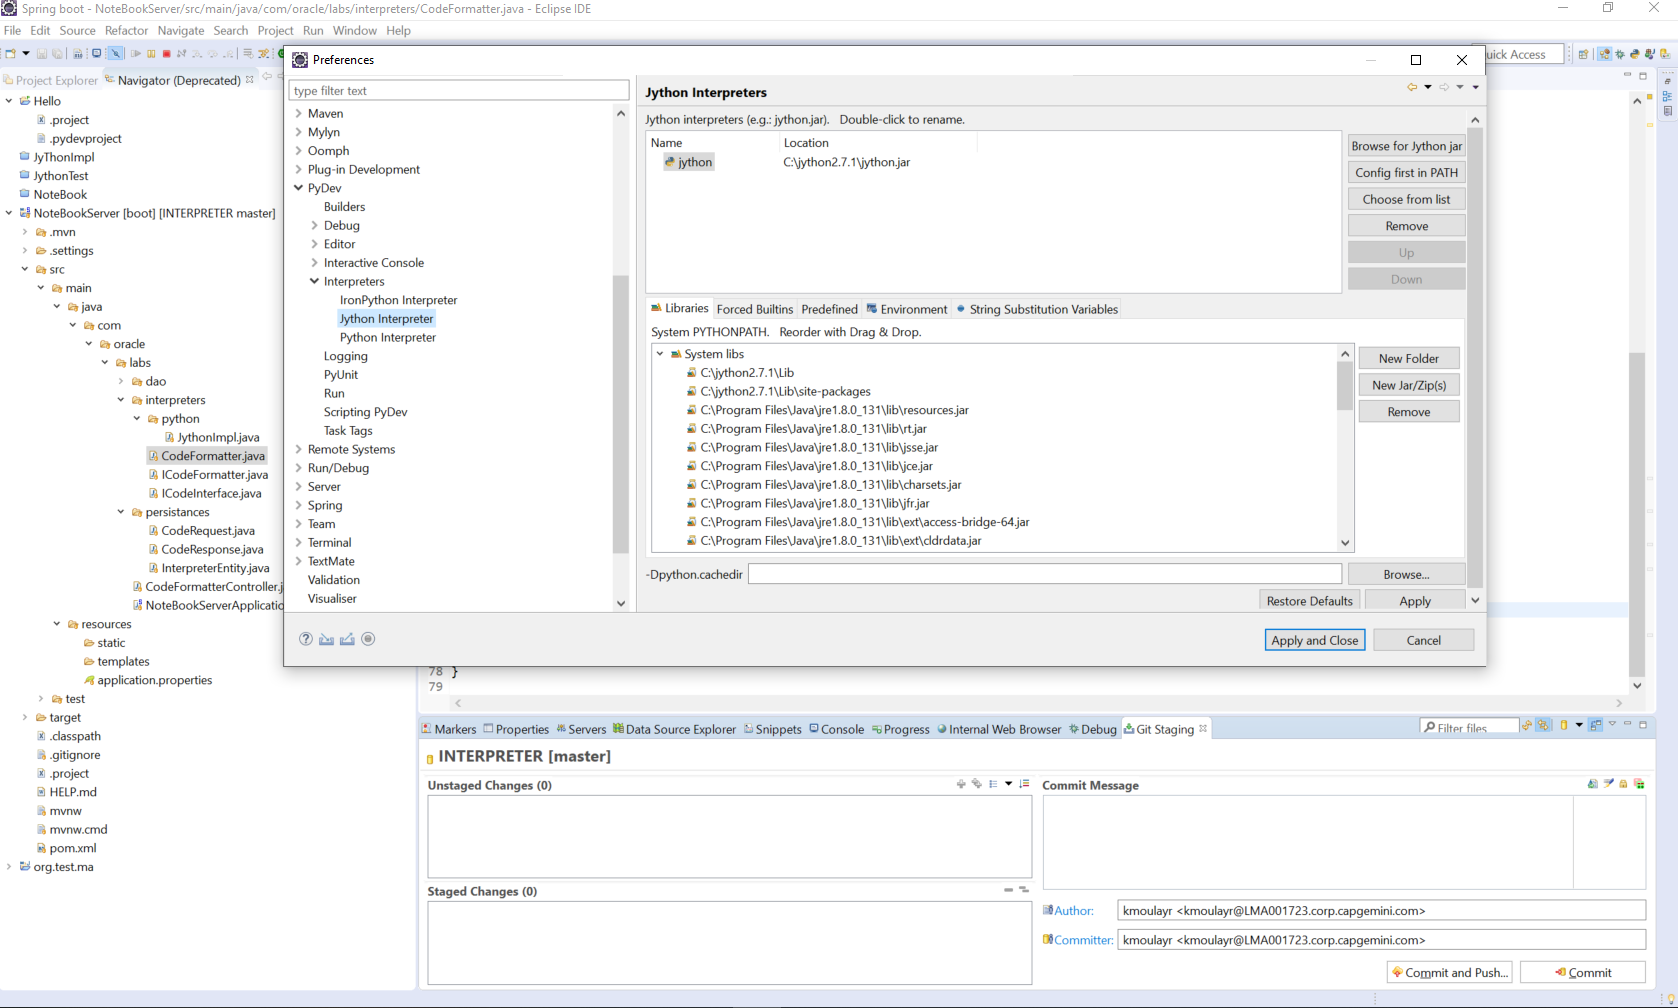 Spring boot - NoteBookServer/src/main/java/com/oracle/labs/interpreters/CodeFormatter.java - Eclipse IDE
File Edit Source Refactor Navigate Search Project Run Window Help
Quick Access
Project Explorer Navigator (Deprecated)
Hello
.project
.pydevproject
JyThonImpl
JythonTest
NoteBook
NoteBookServer [boot] [INTERPRETER master]
.mvn
.settings
src
main
java
com
oracle
labs
dao
interpreters
python
JythonImpl.java
CodeFormatter.java
ICodeFormatter.java
ICodeInterface.java
persistances
CodeRequest.java
CodeResponse.java
InterpreterEntity.java
CodeFormatterController.j
NoteBookServerApplicatio
resources
static
templates
application.properties
test
target
.classpath
.gitignore
.project
HELP.md
mvnw
mvnw.cmd
pom.xml
org.test.ma
Preferences
type filter text
Maven
Mylyn
Oomph
Plug-in Development
PyDev
Builders
Debug
Editor
Interactive Console
Interpreters
IronPython Interpreter
Jython Interpreter
Python Interpreter
Logging
PyUnit
Run
Scripting PyDev
Task Tags
Remote Systems
Run/Debug
Server
Spring
Team
Terminal
TextMate
Validation
Visualiser
Jython Interpreters
Jython interpreters (e.g.: jython.jar). Double-click to rename.
Name Location
jython C:\jython2.7.1\jython.jar
Browse for Jython jar
Config first in PATH
Choose from list
Remove
Up
Down
Libraries Forced Builtins Predefined Environment String Substitution Variables
System PYTHONPATH. Reorder with Drag & Drop.
System libs
C:\jython2.7.1\Lib
C:\jython2.7.1\Lib\site-packages
C:\Program Files\Java\jre1.8.0_131\lib\resources.jar
C:\Program Files\Java\jre1.8.0_131\lib\rt.jar
C:\Program Files\Java\jre1.8.0_131\lib\jsse.jar
C:\Program Files\Java\jre1.8.0_131\lib\jce.jar
C:\Program Files\Java\jre1.8.0_131\lib\charsets.jar
C:\Program Files\Java\jre1.8.0_131\lib\jfr.jar
C:\Program Files\Java\jre1.8.0_131\lib\ext\access-bridge-64.jar
C:\Program Files\Java\jre1.8.0_131\lib\ext\cldrdata.jar
New Folder
New Jar/Zip(s)
Remove
-Dpython.cachedir Browse...
Restore Defaults Apply
Apply and Close Cancel
78 }
79
Markers Properties Servers Data Source Explorer Snippets Console Progress Internal Web Browser Debug Git Staging Filter files
INTERPRETER [master]
Unstaged Changes (0)
Staged Changes (0)
Commit Message
Author: kmoulayr <kmoulayr@LMA001723.corp.capgemini.com>
Committer: kmoulayr <kmoulayr@LMA001723.corp.capgemini.com>
Commit and Push... Commit